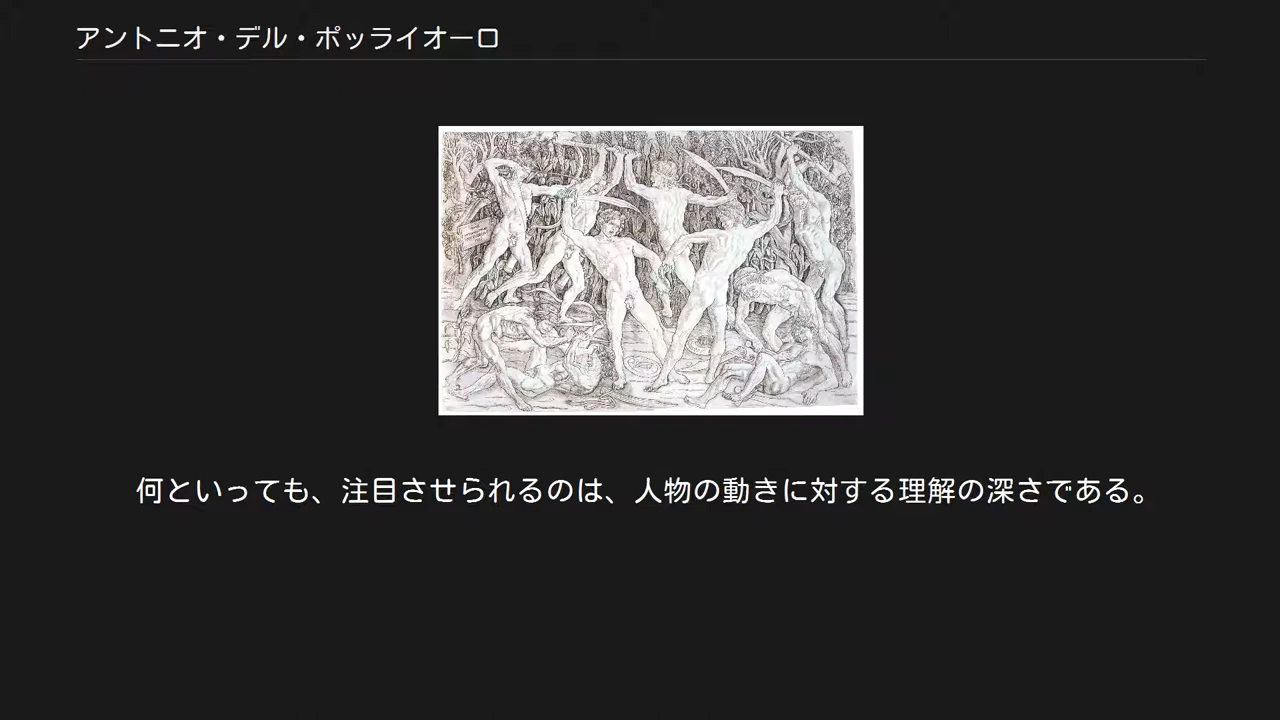 アントニオ・デル・ポッライオーロ
何といっても、注目させられるのは、人物の動きに対する理解の深さである。